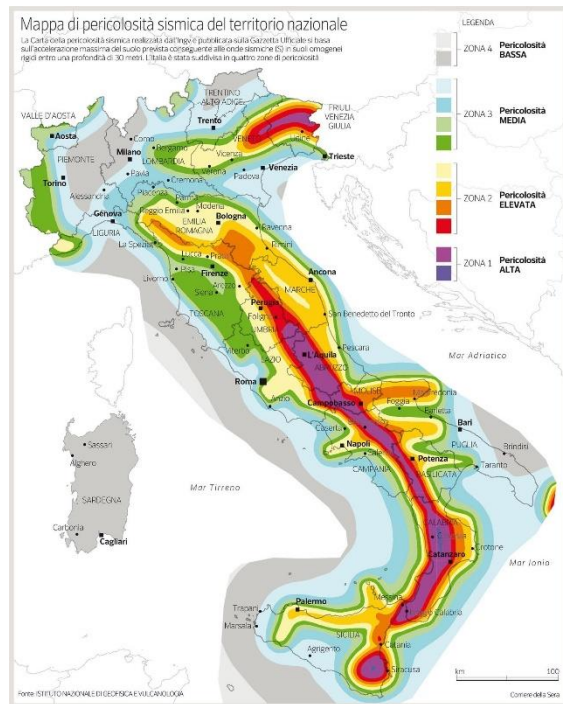 Mappa di pericolosità sismica del territorio nazionale
La Carta della pericolosità sismica realizzata dall'Ingv e pubblicata sulla Gazzetta Ufficiale si basa
sull'accelerazione massima del suolo prevista conseguente alle onde sismiche (S) in suoli omogenei
rigidi entro una profondità di 30 metri. L'Italia è stata suddivisa in quattro zone di pericolosità
LEGENDA
ZONA 4
Pericolosità
BASSA
ZONA 3
Pericolosità
MEDIA
ZONA 2
Pericolosità
ELEVATA
ZONA 1
Pericolosità
ALTA
TRENTINO
ALTO ADIGE
FRIULI
VENEZIA
GIULIA
VALLE D'AOSTA
Aosta
Trento
Udine
Como
Bergamo
Trieste
Milano
LOMBARDIA
Vicenza
PIEMONTE
Verona
Venezia
Torino
Pavia
Padova
Cremona
Alessandria
Piacenza
Parma
Modena
Genova
Reggio Emilia
Bologna
LIGURIA
EMILIA
ROMAGNA
Ravenna
La Spezia
Rimini
Lucca
Pisa
Firenze
Livorno
Ancona
Arezzo
MARCHE
Siena
TOSCANA
Perugia
Foligno
San Benedetto del Tronto
UMBRIA
Viterbo
Pescara
LAZIO
L'Aquila
ABRUZZO
Mar Adriatico
Roma
MOLISE
Anzio
Campobasso
Manfredonia
Foggia
Barletta
Caserta
Bari
Napoli
PUGLIA
Brindisi
CAMPANIA
Potenza
Taranto
BASILICATA
Sassari
Alghero
Mar Tirreno
SARDEGNA
Carbonia
Cagliari
CALABRIA
Crotone
Catanzaro
Mar Ionio
Messina
Reggio Calabria
Palermo
Trapani
Marsala
SICILIA
Catania
Agrigento
Siracusa
km
100
Fonte: ISTITUTO NAZIONALE DI GEOFISICA E VULCANOLOGIA
Corriere della Sera